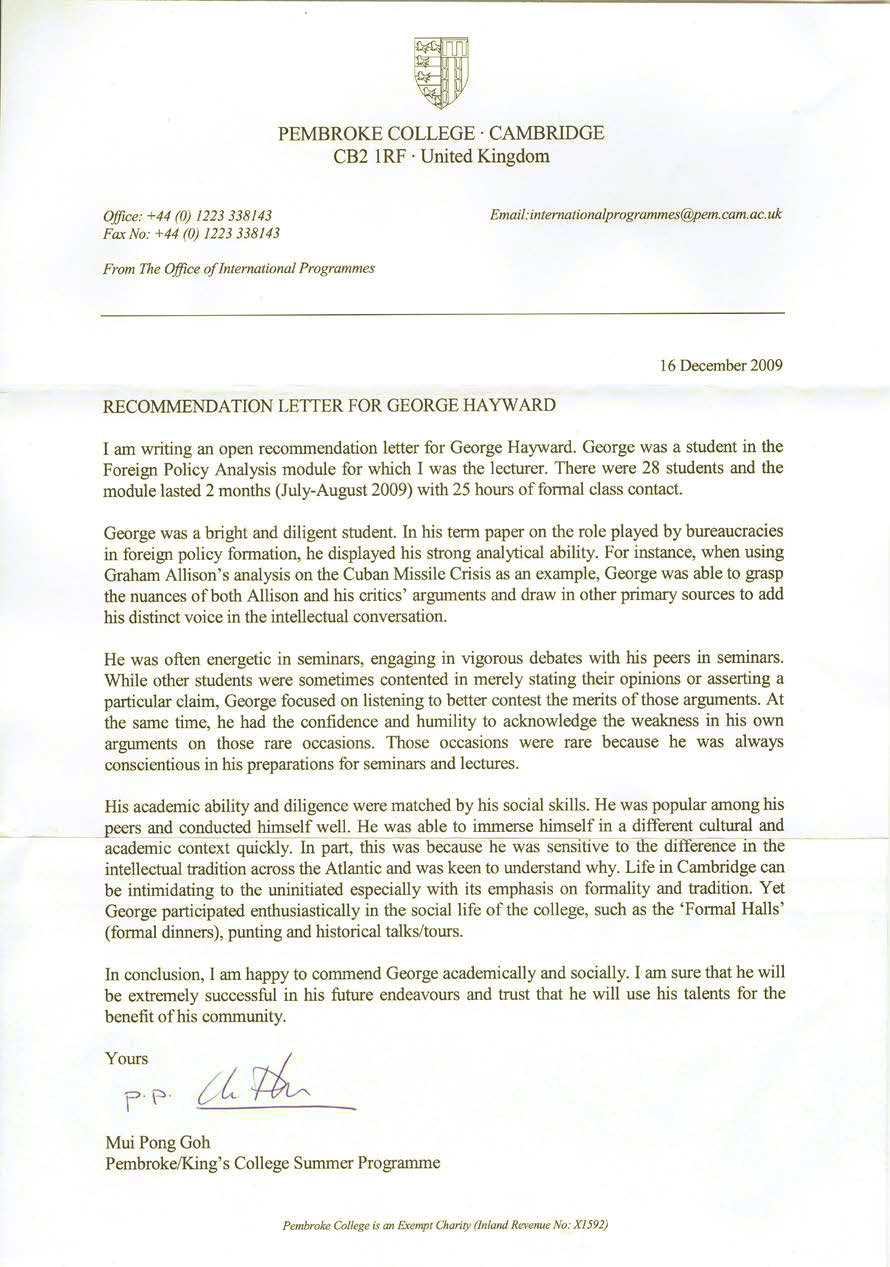 PEMBROKE COLLEGE · CAMBRIDGE
CB2 1RF · United Kingdom
Office: +44 (0) 1223 338143
Email:internationalprogrammes@pem.cam.ac.uk
Fax No: +44 (0) 1223 338143
From The Office of International Programmes
16 December 2009
RECOMMENDATION LETTER FOR GEORGE HAYWARD
I am writing an open recommendation letter for George Hayward. George was a student in the
Foreign Policy Analysis module for which I was the lecturer. There were 28 students and the
module lasted 2 months (July-August 2009) with 25 hours of formal class contact.
George was a bright and diligent student. In his term paper on the role played by bureaucracies
in foreign policy formation, he displayed his strong analytical ability. For instance, when using
Graham Allison's analysis on the Cuban Missile Crisis as an example, George was able to grasp
the nuances of both Allison and his critics' arguments and draw in other primary sources to add
his distinct voice in the intellectual conversation.
He was often energetic in seminars, engaging in vigorous debates with his peers in seminars.
While other students were sometimes contented in merely stating their opinions or asserting a
particular claim, George focused on listening to better contest the merits of those arguments. At
the same time, he had the confidence and humility to acknowledge the weakness in his own
arguments on those rare occasions. Those occasions were rare because he was always
conscientious in his preparations for seminars and lectures.
His academic ability and diligence were matched by his social skills. He was popular among his
peers and conducted himself well. He was able to immerse himself in a different cultural and
academic context quickly. In part, this was because he was sensitive to the difference in the
intellectual tradition across the Atlantic and was keen to understand why. Life in Cambridge can
be intimidating to the uninitiated especially with its emphasis on formality and tradition. Yet
George participated enthusiastically in the social life of the college, such as the 'Formal Halls'
(formal dinners), punting and historical talks/tours.
In conclusion, I am happy to commend George academically and socially. I am sure that he will
be extremely successful in his future endeavours and trust that he will use his talents for the
benefit of his community.
Yours
p.p.
Mui Pong Goh
Pembroke/King's College Summer Programme
Pembroke College is an Exempt Charity (Inland Revenue No: X1592)